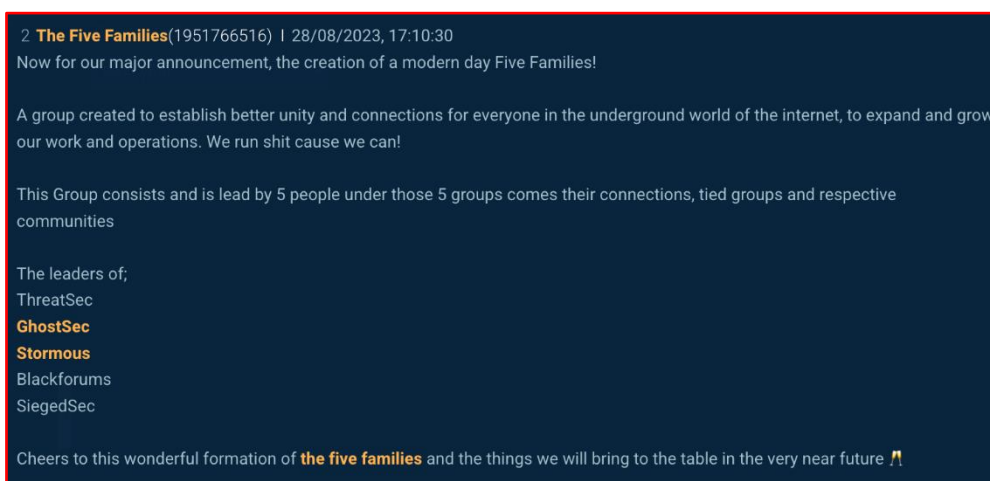 2 The Five Families(1951766516) | 28/08/2023, 17:10:30
Now for our major announcement, the creation of a modern day Five Families!
A group created to establish better unity and connections for everyone in the underground world of the internet, to expand and grow
our work and operations. We run shit cause we can!
This Group consists and is lead by 5 people under those 5 groups comes their connections, tied groups and respective
communities
The leaders of;
ThreatSec
GhostSec
Stormous
Blackforums
SiegedSec
Cheers to this wonderful formation of the five families and the things we will bring to the table in the very near future 🥂